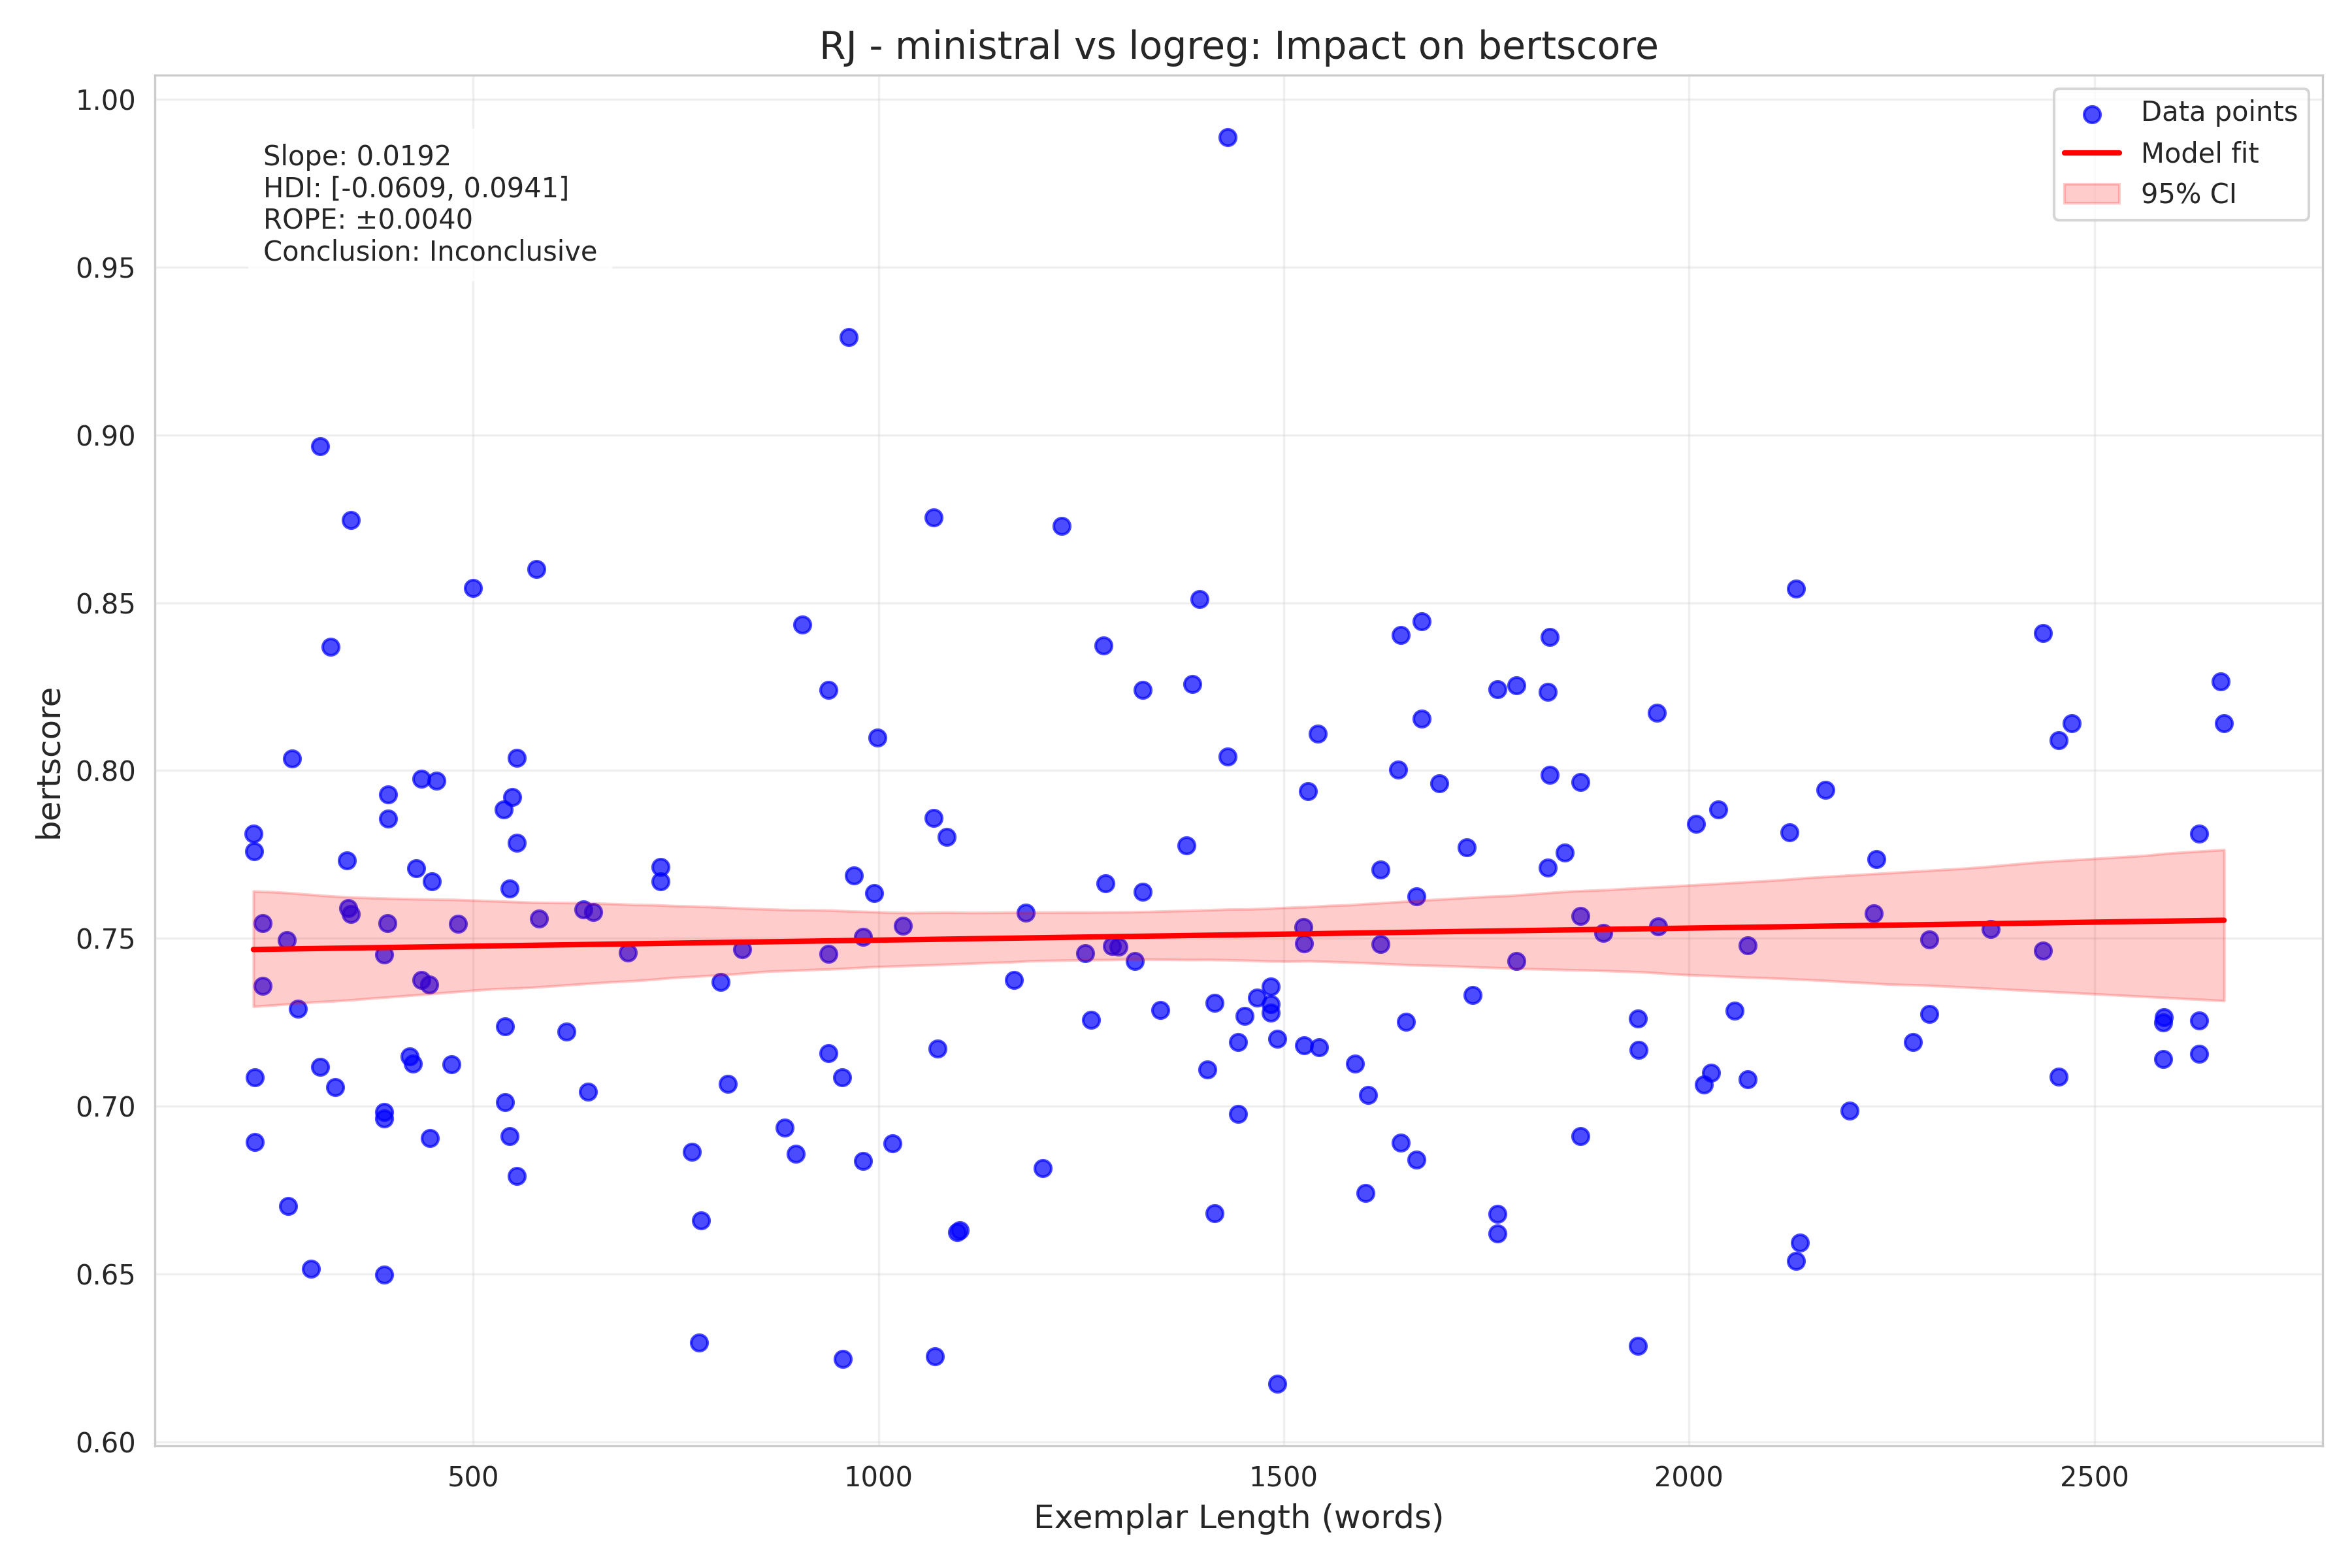 RJ - ministral vs logreg: Impact on bertscore
1.00
0.95
0.90
0.85
0.80
0.75
0.70
0.65
0.60
bertscore
Slope: 0.0192
HDI: [-0.0609, 0.0941]
ROPE: ±0.0040
Conclusion: Inconclusive
Data points
Model fit
95% CI
500
1000
1500
2000
2500
Exemplar Length (words)